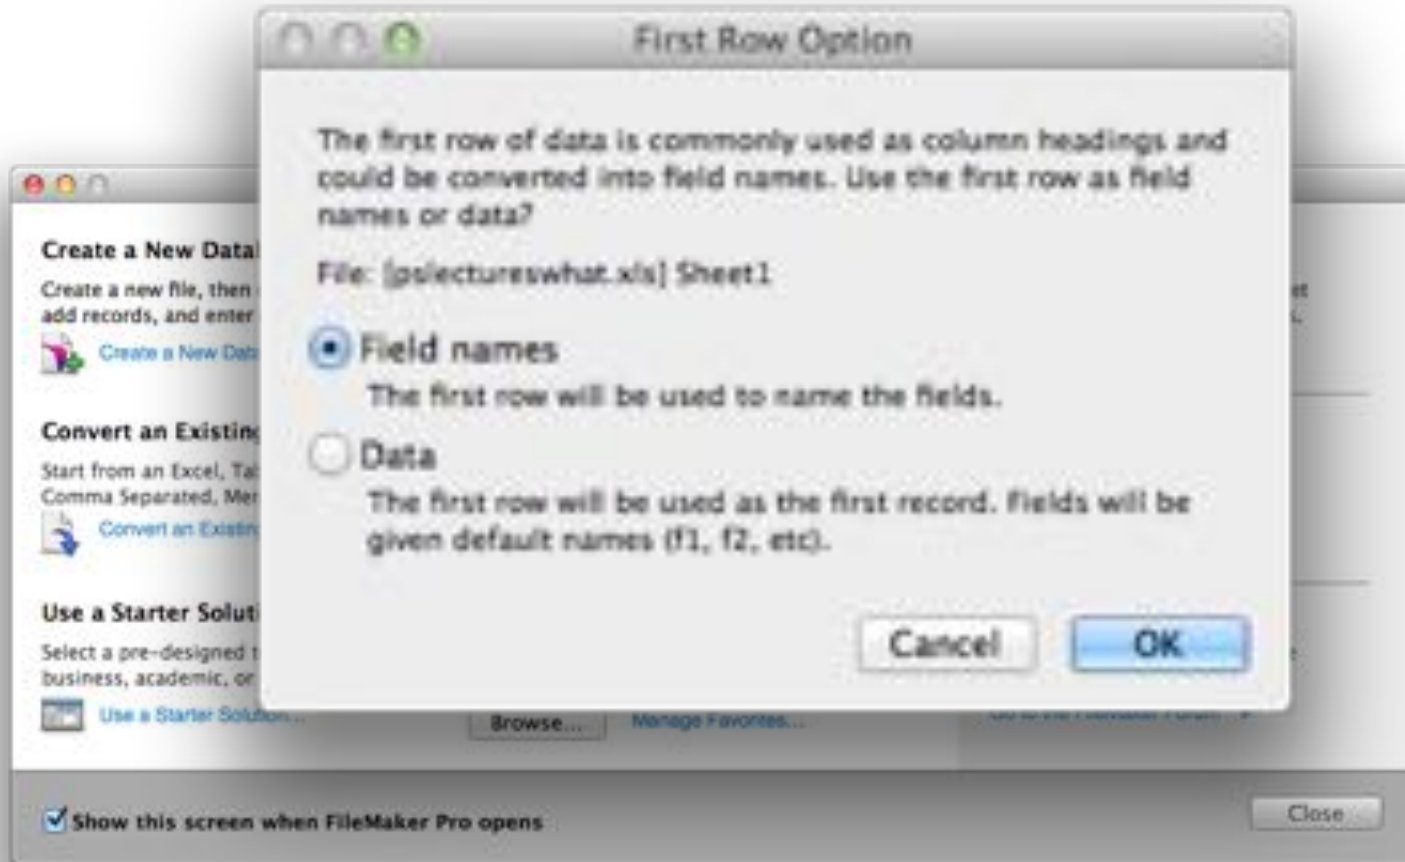 First Row Option
The first row of data is commonly used as column headings and
could be converted into field names. Use the first row as field
names or data?
File: [pslectureswhat.xls] Sheet1
Field names
The first row will be used to name the fields.
Data
The first row will be used as the first record. Fields will be
given default names (f1, f2, etc).
Cancel
OK
Create a New Data
Create a new file, then
add records, and enter
Create a New Dat
Convert an Existing
Start from an Excel, Ta
Comma Separated, Mer
Convert an Existin
Use a Starter Soluti
Select a pre-designed t
business, academic, or
Use a Starter Solution...
Browse...
Manage Favorites...
Show this screen when FileMaker Pro opens
Close